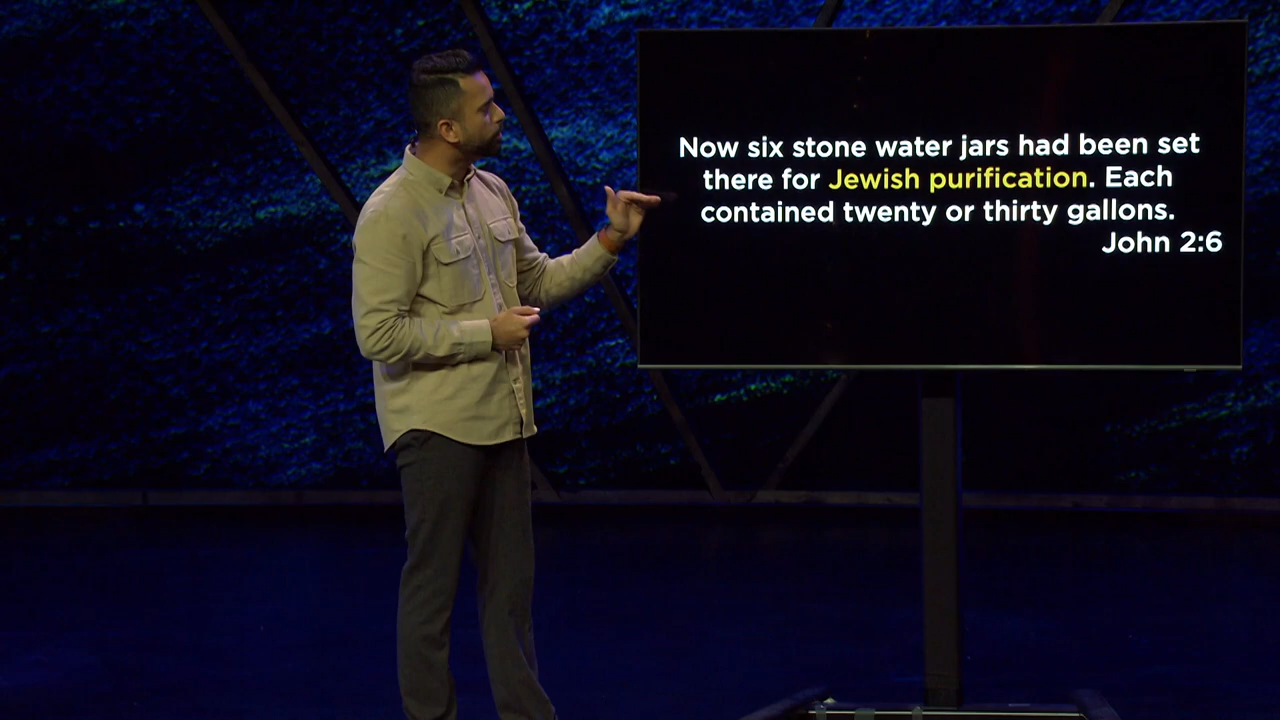 Now six stone water jars had been set
there for Jewish purification. Each
contained twenty or thirty gallons.
John 2:6